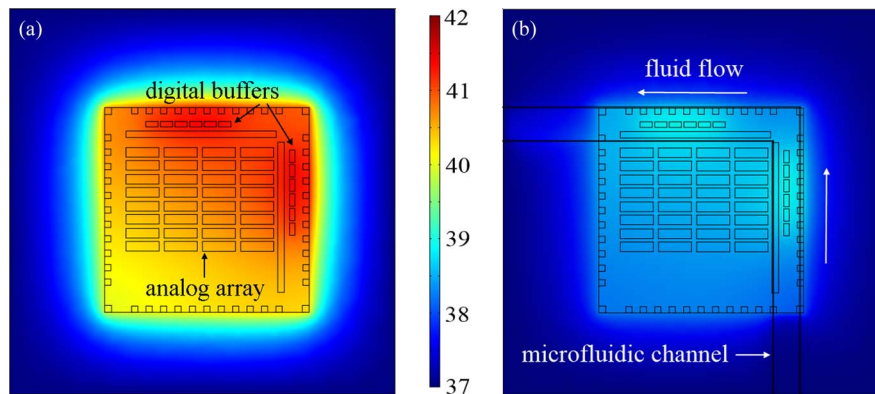 (a)
digital buffers
analog array
42
41
40
39
38
37
(b)
fluid flow
microfluidic channel